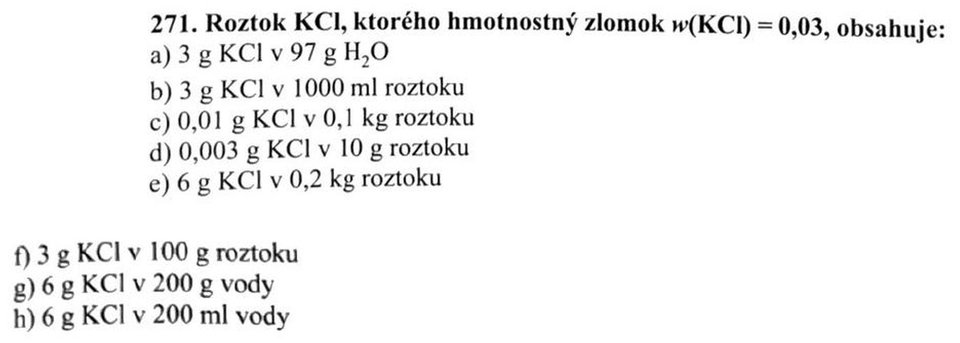 271. Roztok KCl, ktorého hmotnostný zlomok w(KCl) = 0,03, obsahuje:
a) 3 g KCl v 97 g H₂O
b) 3 g KCl v 1000 ml roztoku
c) 0,01 g KCl v 0,1 kg roztoku
d) 0,003 g KCl v 10 g roztoku
e) 6 g KCl v 0,2 kg roztoku
f) 3 g KCl v 100 g roztoku
g) 6 g KCl v 200 g vody
h) 6 g KCl v 200 ml vody